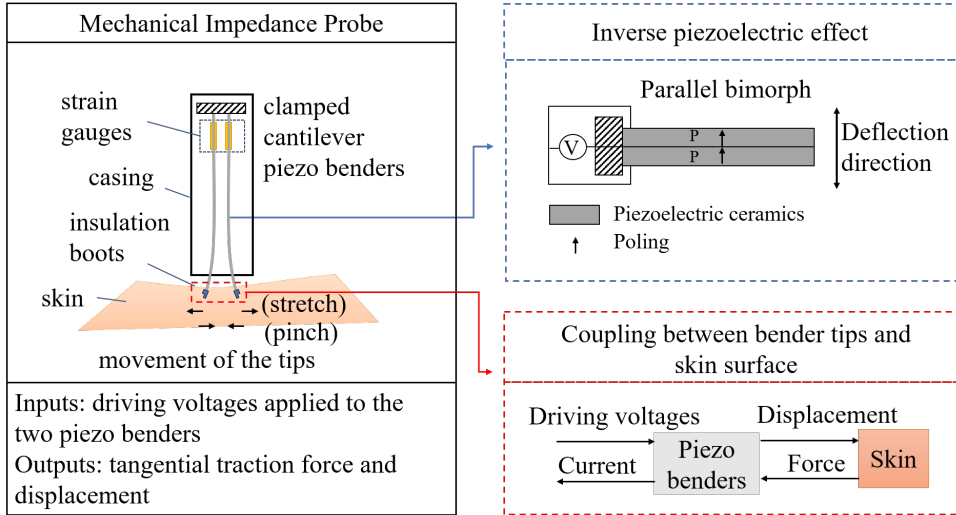 Mechanical Impedance Probe
strain
gauges
clamped
cantilever
piezo benders
casing
insulation
boots
skin
(stretch)
(pinch)
movement of the tips
Inputs: driving voltages applied to the
two piezo benders
Outputs: tangential traction force and
displacement
Inverse piezoelectric effect
Parallel bimorph
V
P
P
Deflection
direction
Piezoelectric ceramics
Poling
Coupling between bender tips and
skin surface
Driving voltages
Current
Piezo
benders
Displacement
Force
Skin